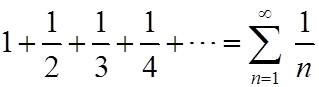 1 + 1/2 + 1/3 + 1/4 + ⋯ = ∑_{n=1}^{∞} 1/n